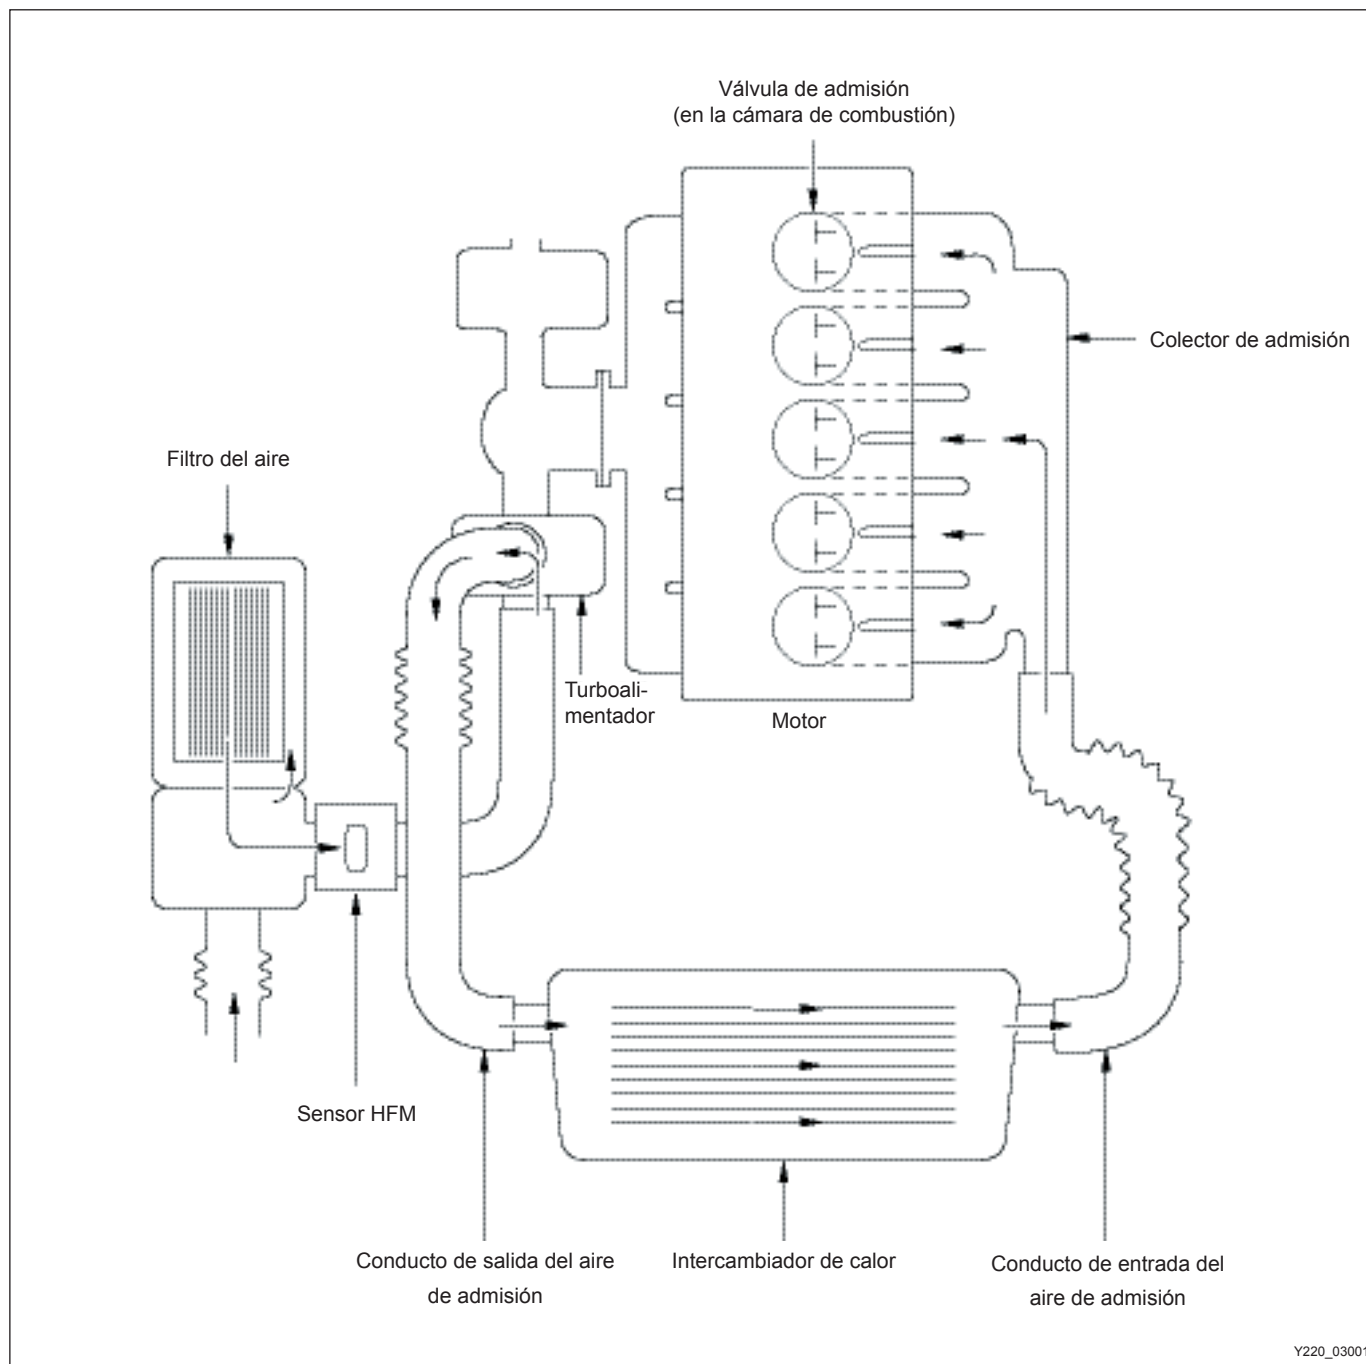 Válvula de admisión
(en la cámara de combustión)
Colector de admisión
Filtro del aire
Turboali-
mentador
Motor
Sensor HFM
Conducto de salida del aire
de admisión
Intercambiador de calor
Conducto de entrada del
aire de admisión
Y220_03001